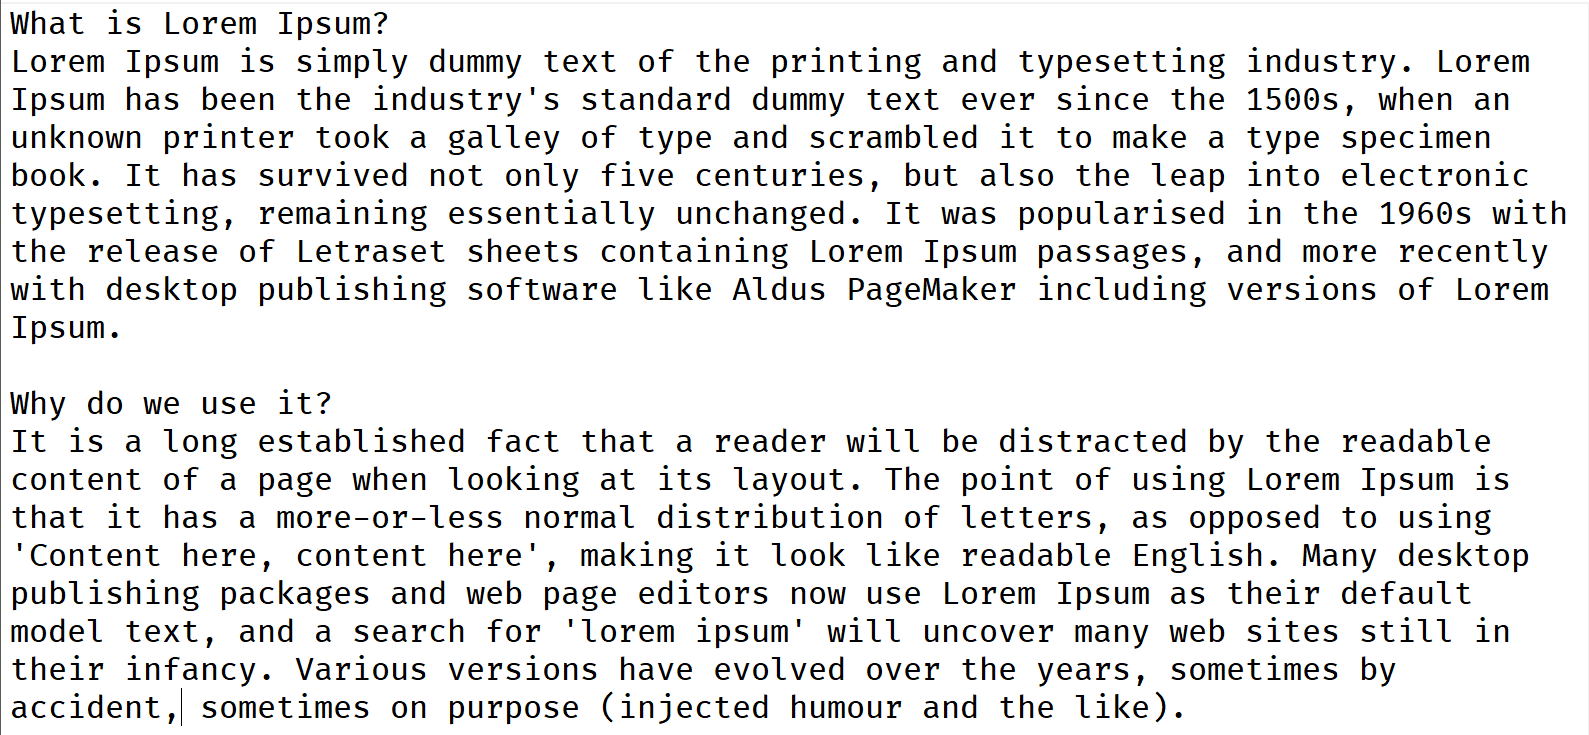 What is Lorem Ipsum?
Lorem Ipsum is simply dummy text of the printing and typesetting industry. Lorem
Ipsum has been the industry's standard dummy text ever since the 1500s, when an
unknown printer took a galley of type and scrambled it to make a type specimen
book. It has survived not only five centuries, but also the leap into electronic
typesetting, remaining essentially unchanged. It was popularised in the 1960s with
the release of Letraset sheets containing Lorem Ipsum passages, and more recently
with desktop publishing software like Aldus PageMaker including versions of Lorem
Ipsum.

Why do we use it?
It is a long established fact that a reader will be distracted by the readable
content of a page when looking at its layout. The point of using Lorem Ipsum is
that it has a more-or-less normal distribution of letters, as opposed to using
'Content here, content here', making it look like readable English. Many desktop
publishing packages and web page editors now use Lorem Ipsum as their default
model text, and a search for 'lorem ipsum' will uncover many web sites still in
their infancy. Various versions have evolved over the years, sometimes by
accident, sometimes on purpose (injected humour and the like).